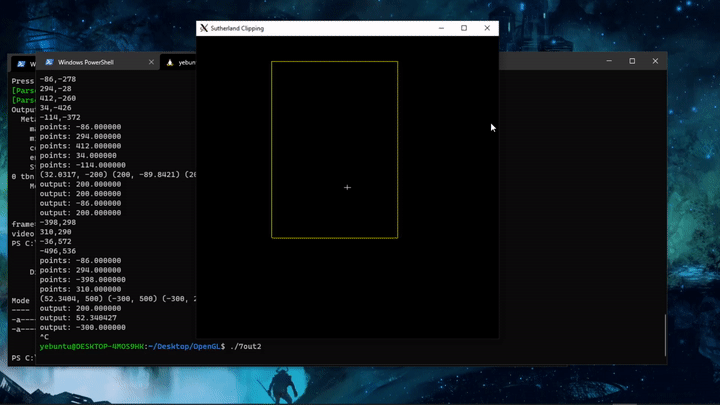 Sutherland Clipping
W
Windows PowerShell
yebunt
Press
[Pars
[Pars
Outpu
Met
m
m
c
e
S
0 tbn
M
frame
video
PS C:
D
Mode
----
-a---
-a---
PS C:
-86,-278
294,-28
412,-260
34,-426
-114,-372
points: -86.000000
points: 294.000000
points: 412.000000
points: 34.000000
points: -114.000000
(32.0317, -200) (200, -89.8421) (20
output: 200.000000
output: 200.000000
output: -86.000000
output: 200.000000
-398,298
310,290
-36,572
-496,536
points: -86.000000
points: 294.000000
points: -398.000000
points: 310.000000
(52.3404, 500) (-300, 500) (-300, 2
output: 200.000000
output: 52.340427
output: -300.000000
^C
yebuntu@DESKTOP-4MOS9HK:~/Desktop/OpenGL$ ./7out2